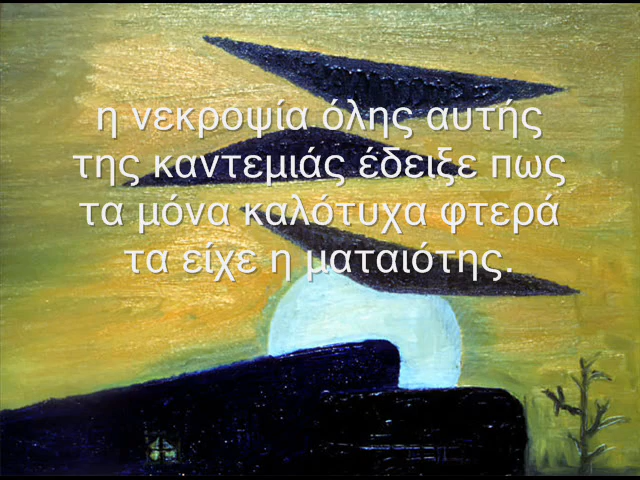 η νεκροψία όλης αυτής
της καντεμιάς έδειξε πως
τα μόνα καλότυχα φτερά
τα είχε η ματαιότης.